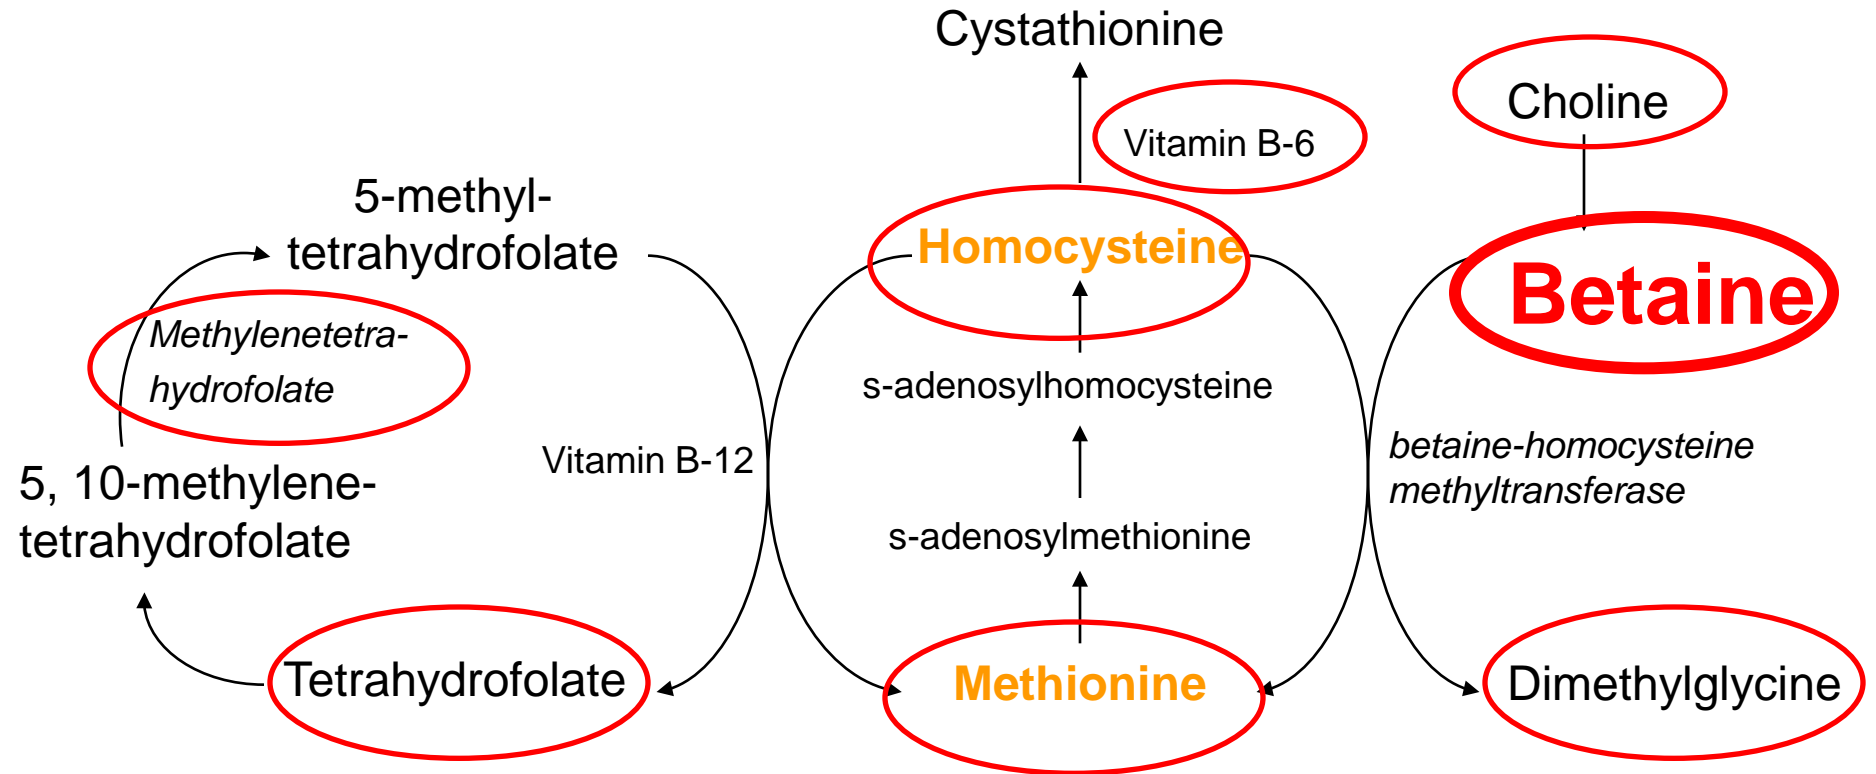 Cystathionine
Choline
Vitamin B-6
5-methyl-
tetrahydrofolate
Homocysteine
Betaine
Methylenetetra-
hydrofolate
s-adenosylhomocysteine
Vitamin B-12
betaine-homocysteine
methyltransferase
5, 10-methylene-
tetrahydrofolate
s-adenosylmethionine
Tetrahydrofolate
Methionine
Dimethylglycine